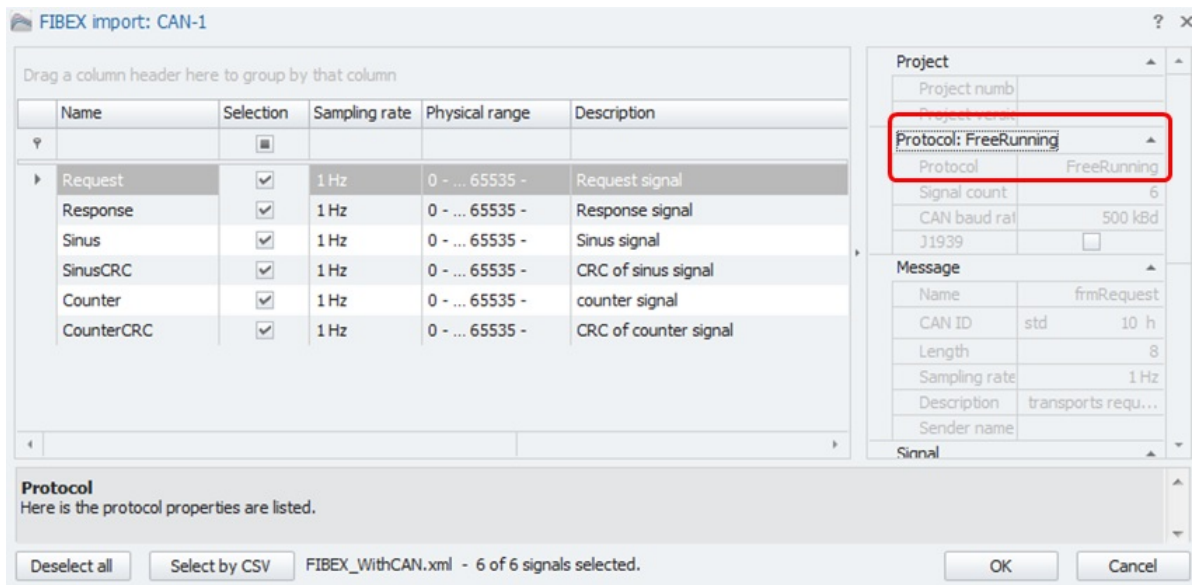 FIBEX import: CAN-1
?
Drag a column header here to group by that column
Name Selection Sampling rate Physical range Description
Request 1 Hz 0 - ... 65535 - Request signal
Response 1 Hz 0 - ... 65535 - Response signal
Sinus 1 Hz 0 - ... 65535 - Sinus signal
SinusCRC 1 Hz 0 - ... 65535 - CRC of sinus signal
Counter 1 Hz 0 - ... 65535 - counter signal
CounterCRC 1 Hz 0 - ... 65535 - CRC of counter signal
Project
Project numb
Project versic
Protocol: FreeRunning
Protocol FreeRunning
Signal count 6
CAN baud rat 500 kBd
J1939
Message
Name frmRequest
CAN ID std 10 h
Length 8
Sampling rate 1 Hz
Description transports requ...
Sender name
Signal
Protocol
Here is the protocol properties are listed.
Deselect all Select by CSV FIBEX_WithCAN.xml - 6 of 6 signals selected. OK Cancel